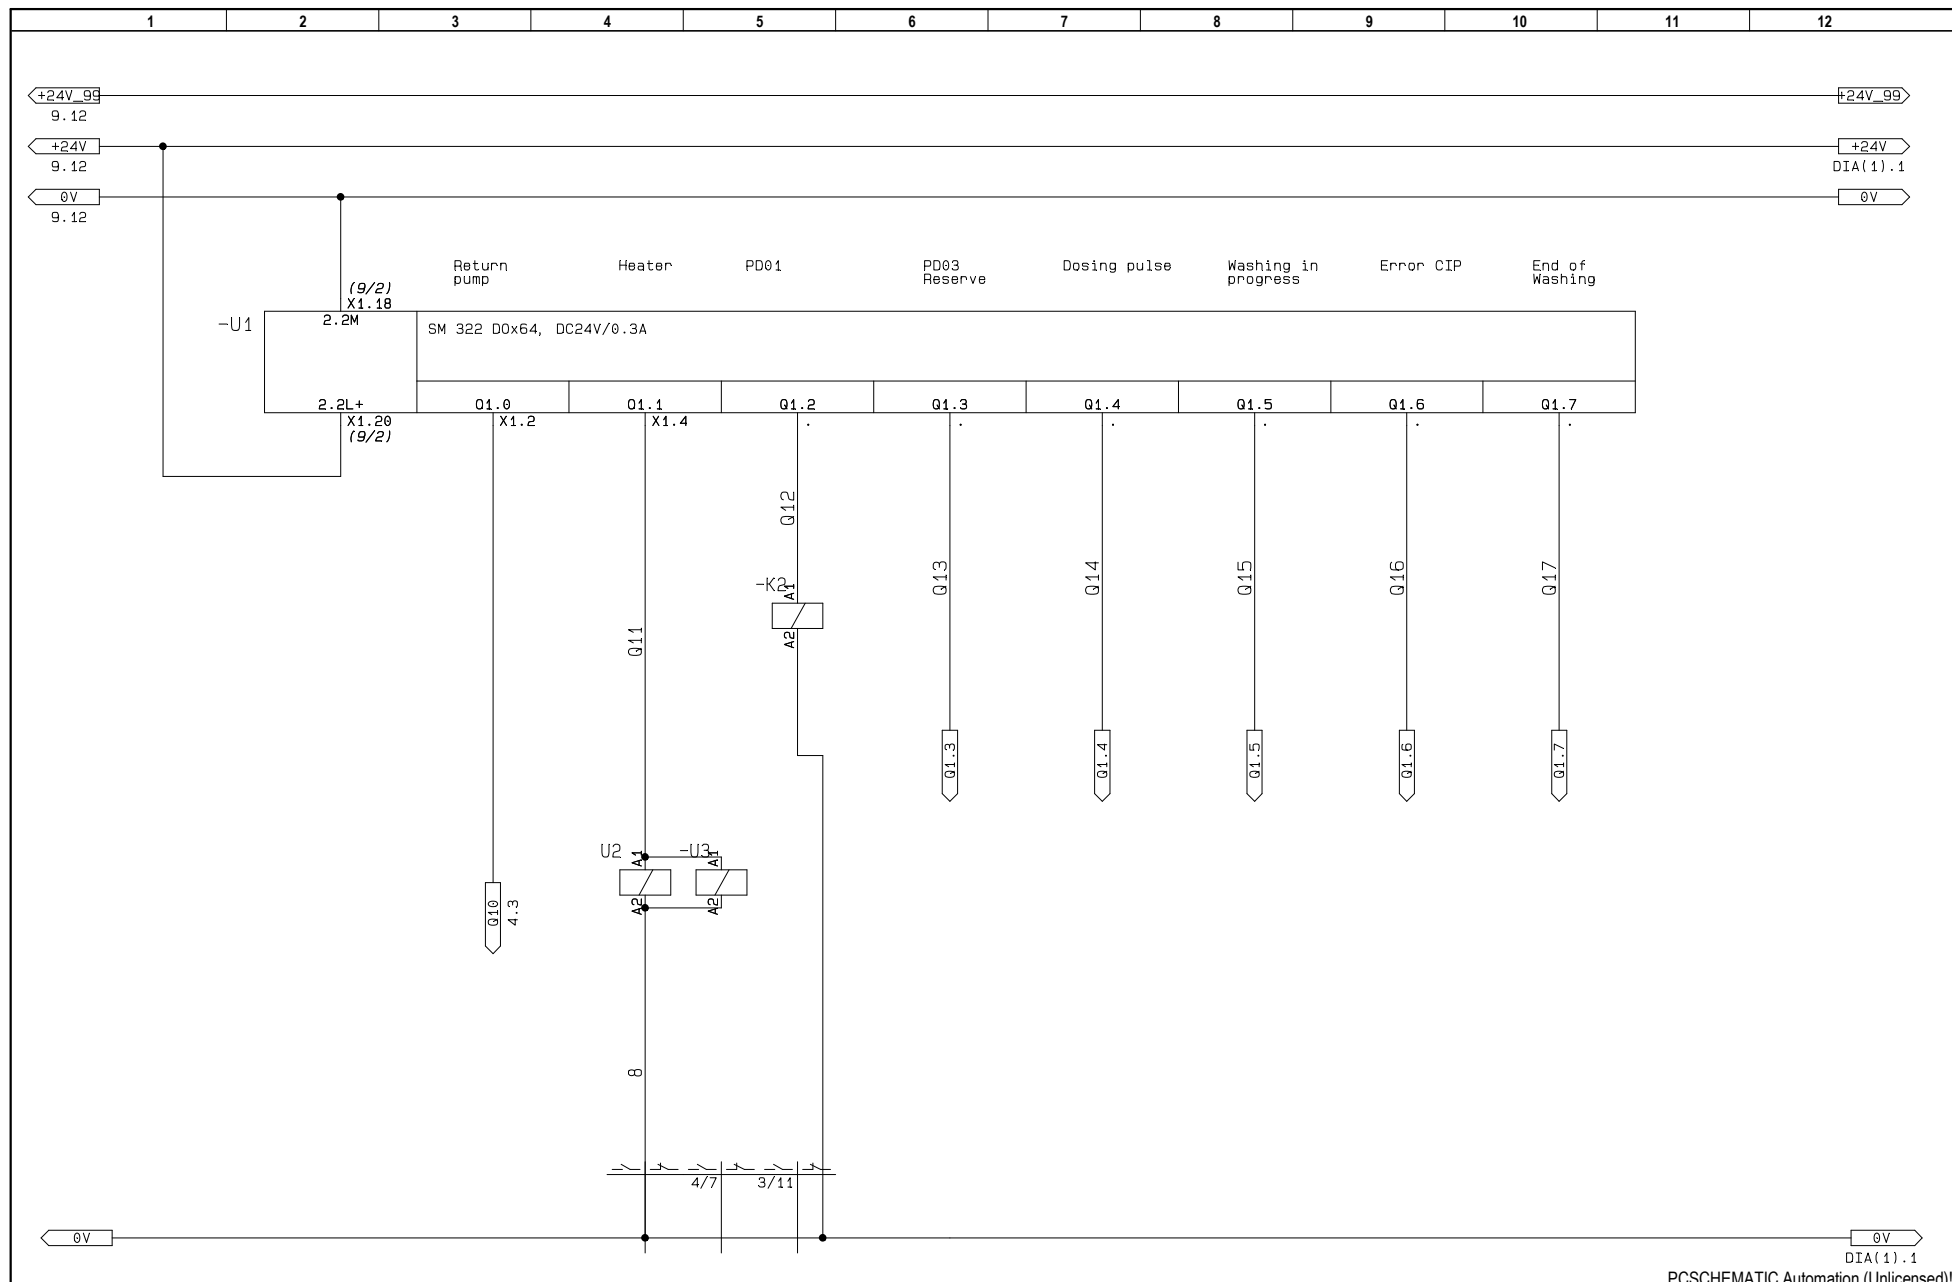 1 2 3 4 5 6 7 8 9 10 11 12
+24V_99 +24V_99
9.12
+24V +24V
9.12 DIA(1).1
0V 0V
9.12
Return Heater PD01 PD03 Dosing pulse Washing in Error CIP End of
pump Reserve progress Washing
(9/2)
X1.18
-U1 2.2M SM 322 DOx64, DC24V/0.3A
2.2L+ Q1.0 Q1.1 Q1.2 Q1.3 Q1.4 Q1.5 Q1.6 Q1.7
X1.20 X1.2 X1.4 . . . . . .
(9/2)
Q12
Q13 Q14 Q15 Q16 Q17
-K2 A1
A2
Q11
Q1.3 Q1.4 Q1.5 Q1.6 Q1.7
U2 A1 -U3 A1
A2 A2
Q10 4.3
8
4/7 3/11
0V 0V
DIA(1).1